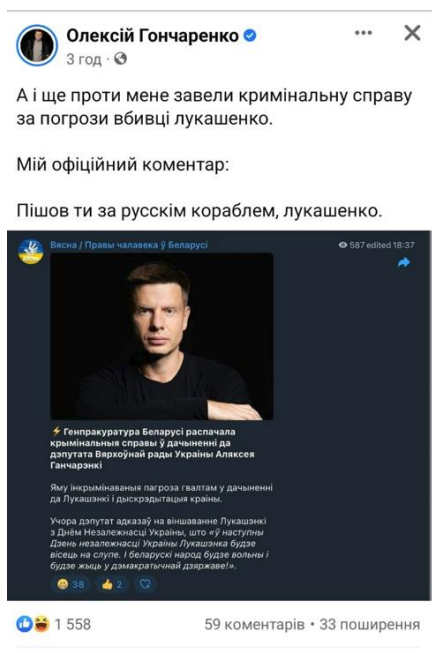 Олексій Гончаренко
3 год
А і ще проти мене завели кримінальну справу
за погрози вбивці лукашенко.
Мій офіційний коментар:
Пішов ти за русскім кораблем, лукашенко.
Вясна / Правы чалавека ў Беларусі
587 edited 18:37
⚡ Генпракуратура Беларусі распачала
крымінальныя справы ў дачыненні да
дэпутата Вярхоўнай рады Украіны Аляксея
Ганчарэнкі
Яму інкрымінаваныя пагроза гвалтам у дачыненні
да Лукашэнкі і дыскрэдытацыя краіны.
Учора дэпутат адказаў на віншаванне Лукашэнкі
з Днём Незалежнасці Украіны, што «ў наступны
Дзень незалежнасці Украіны Лукашэнка будзе
вісець на слупе. І беларускі народ будзе вольны і
будзе жыць у дэмакратычнай дзяржаве!».
38 2
1 558
59 коментарів • 33 поширення